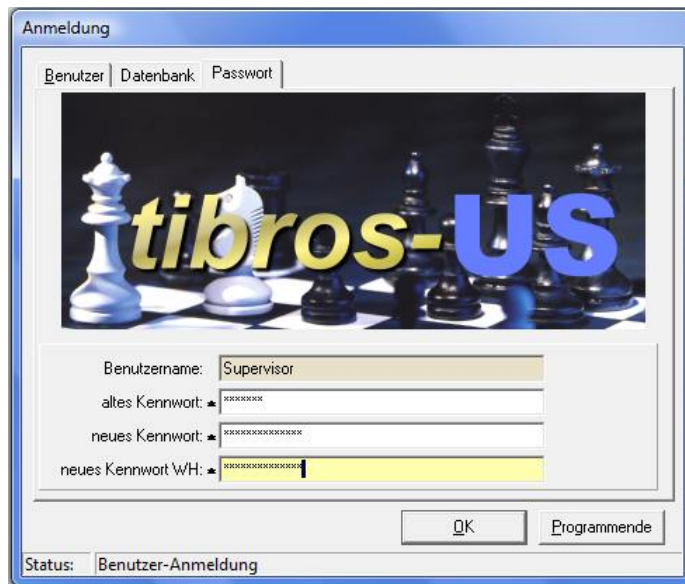 Anmeldung
Benutzer Datenbank Passwort
tibros-US
Benutzername: Supervisor
altes Kennwort: *******
neues Kennwort: **************
neues Kennwort WH: **************
OK Programmende
Status: Benutzer-Anmeldung